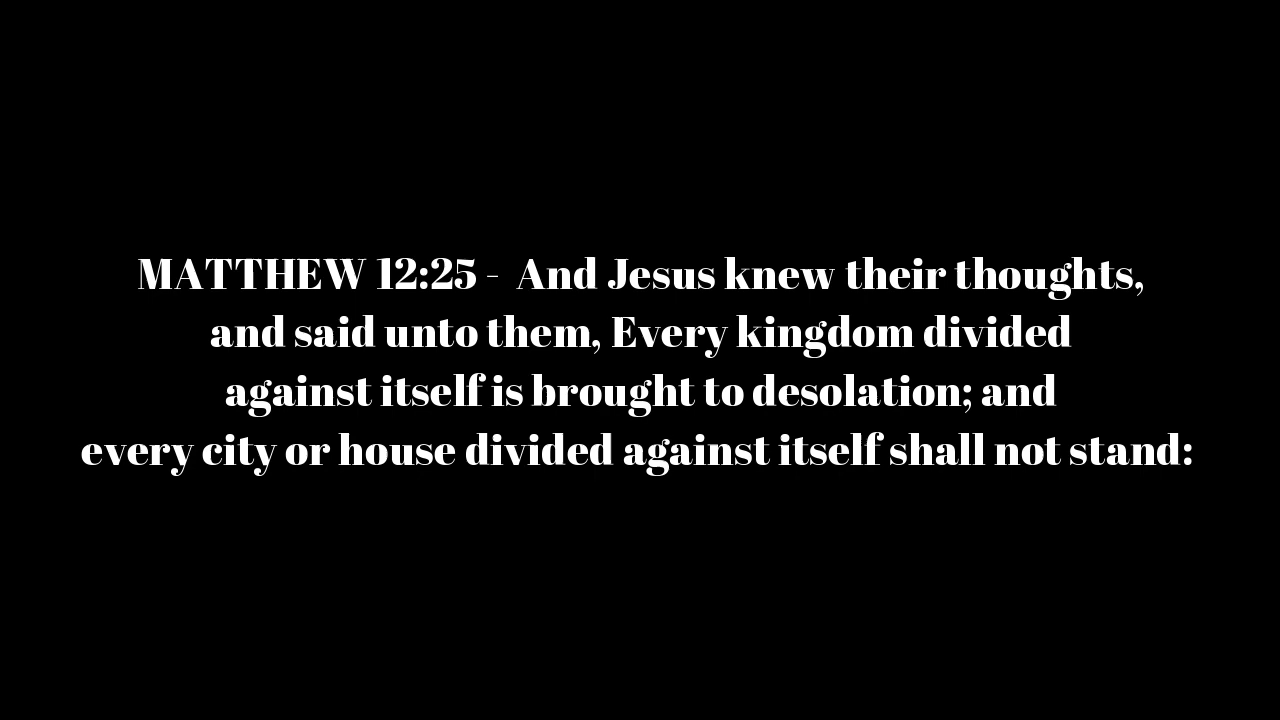 MATTHEW 12:25 -  And Jesus knew their thoughts,
and said unto them, Every kingdom divided
against itself is brought to desolation; and
every city or house divided against itself shall not stand: